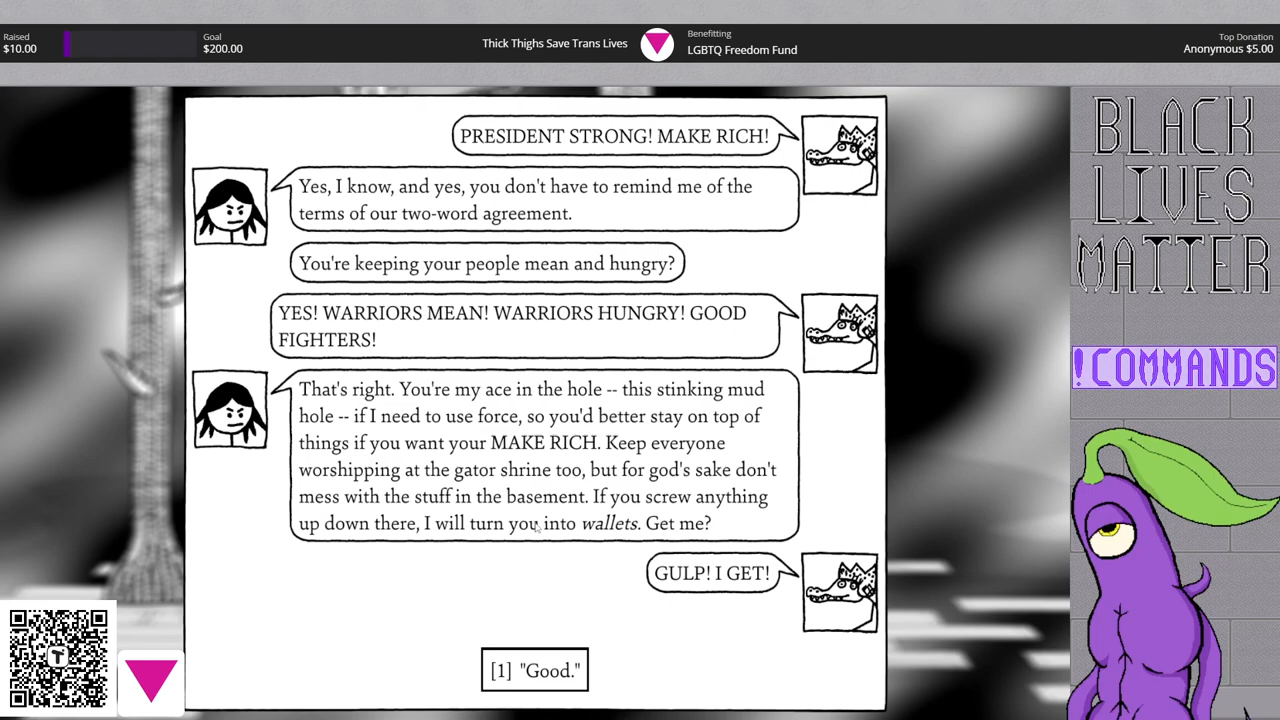 Raised
$10.00
Goal
$200.00
Thick Thighs Save Trans Lives
Benefitting
LGBTQ Freedom Fund
Top Donation
Anonymous $5.00
PRESIDENT STRONG! MAKE RICH!
Yes, I know, and yes, you don't have to remind me of the
terms of our two-word agreement.
You're keeping your people mean and hungry?
YES! WARRIORS MEAN! WARRIORS HUNGRY! GOOD
FIGHTERS!
That's right. You're my ace in the hole -- this stinking mud
hole -- if I need to use force, so you'd better stay on top of
things if you want your MAKE RICH. Keep everyone
worshipping at the gator shrine too, but for god's sake don't
mess with the stuff in the basement. If you screw anything
up down there, I will turn you into wallets. Get me?
GULP! I GET!
[1] "Good."
BLACK
LIVES
MATTER
!COMMANDS
T